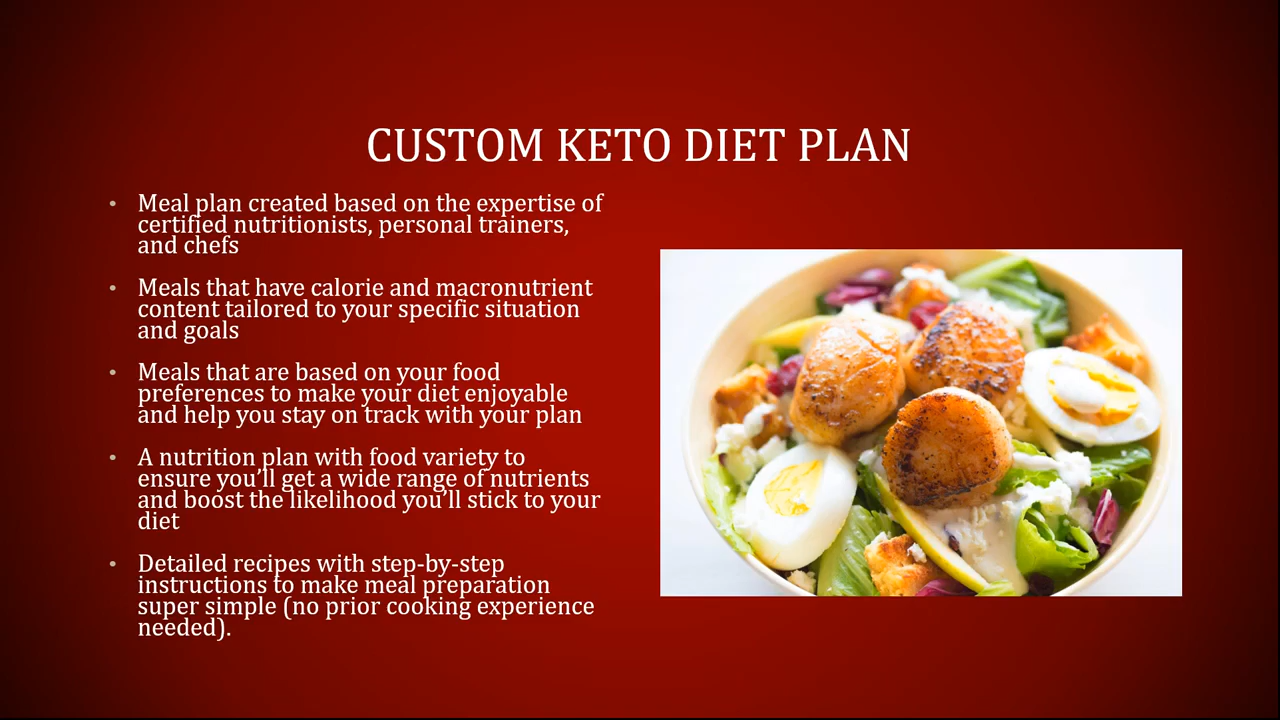 CUSTOM KETO DIET PLAN
• Meal plan created based on the expertise of
certified nutritionists, personal trainers,
and chefs
• Meals that have calorie and macronutrient
content tailored to your specific situation
and goals
• Meals that are based on your food
preferences to make your diet enjoyable
and help you stay on track with your plan
• A nutrition plan with food variety to
ensure you’ll get a wide range of nutrients
and boost the likelihood you’ll stick to your
diet
• Detailed recipes with step-by-step
instructions to make meal preparation
super simple (no prior cooking experience
needed).